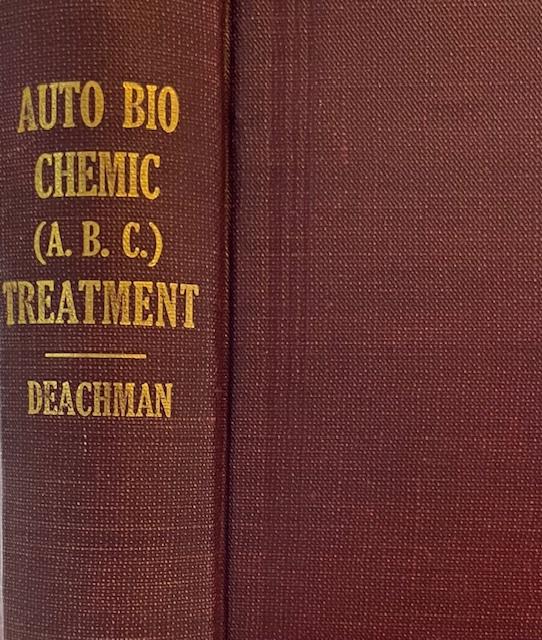 AUTO BIO
CHEMIC
(A. B. C.)
TREATMENT
DEACHMAN